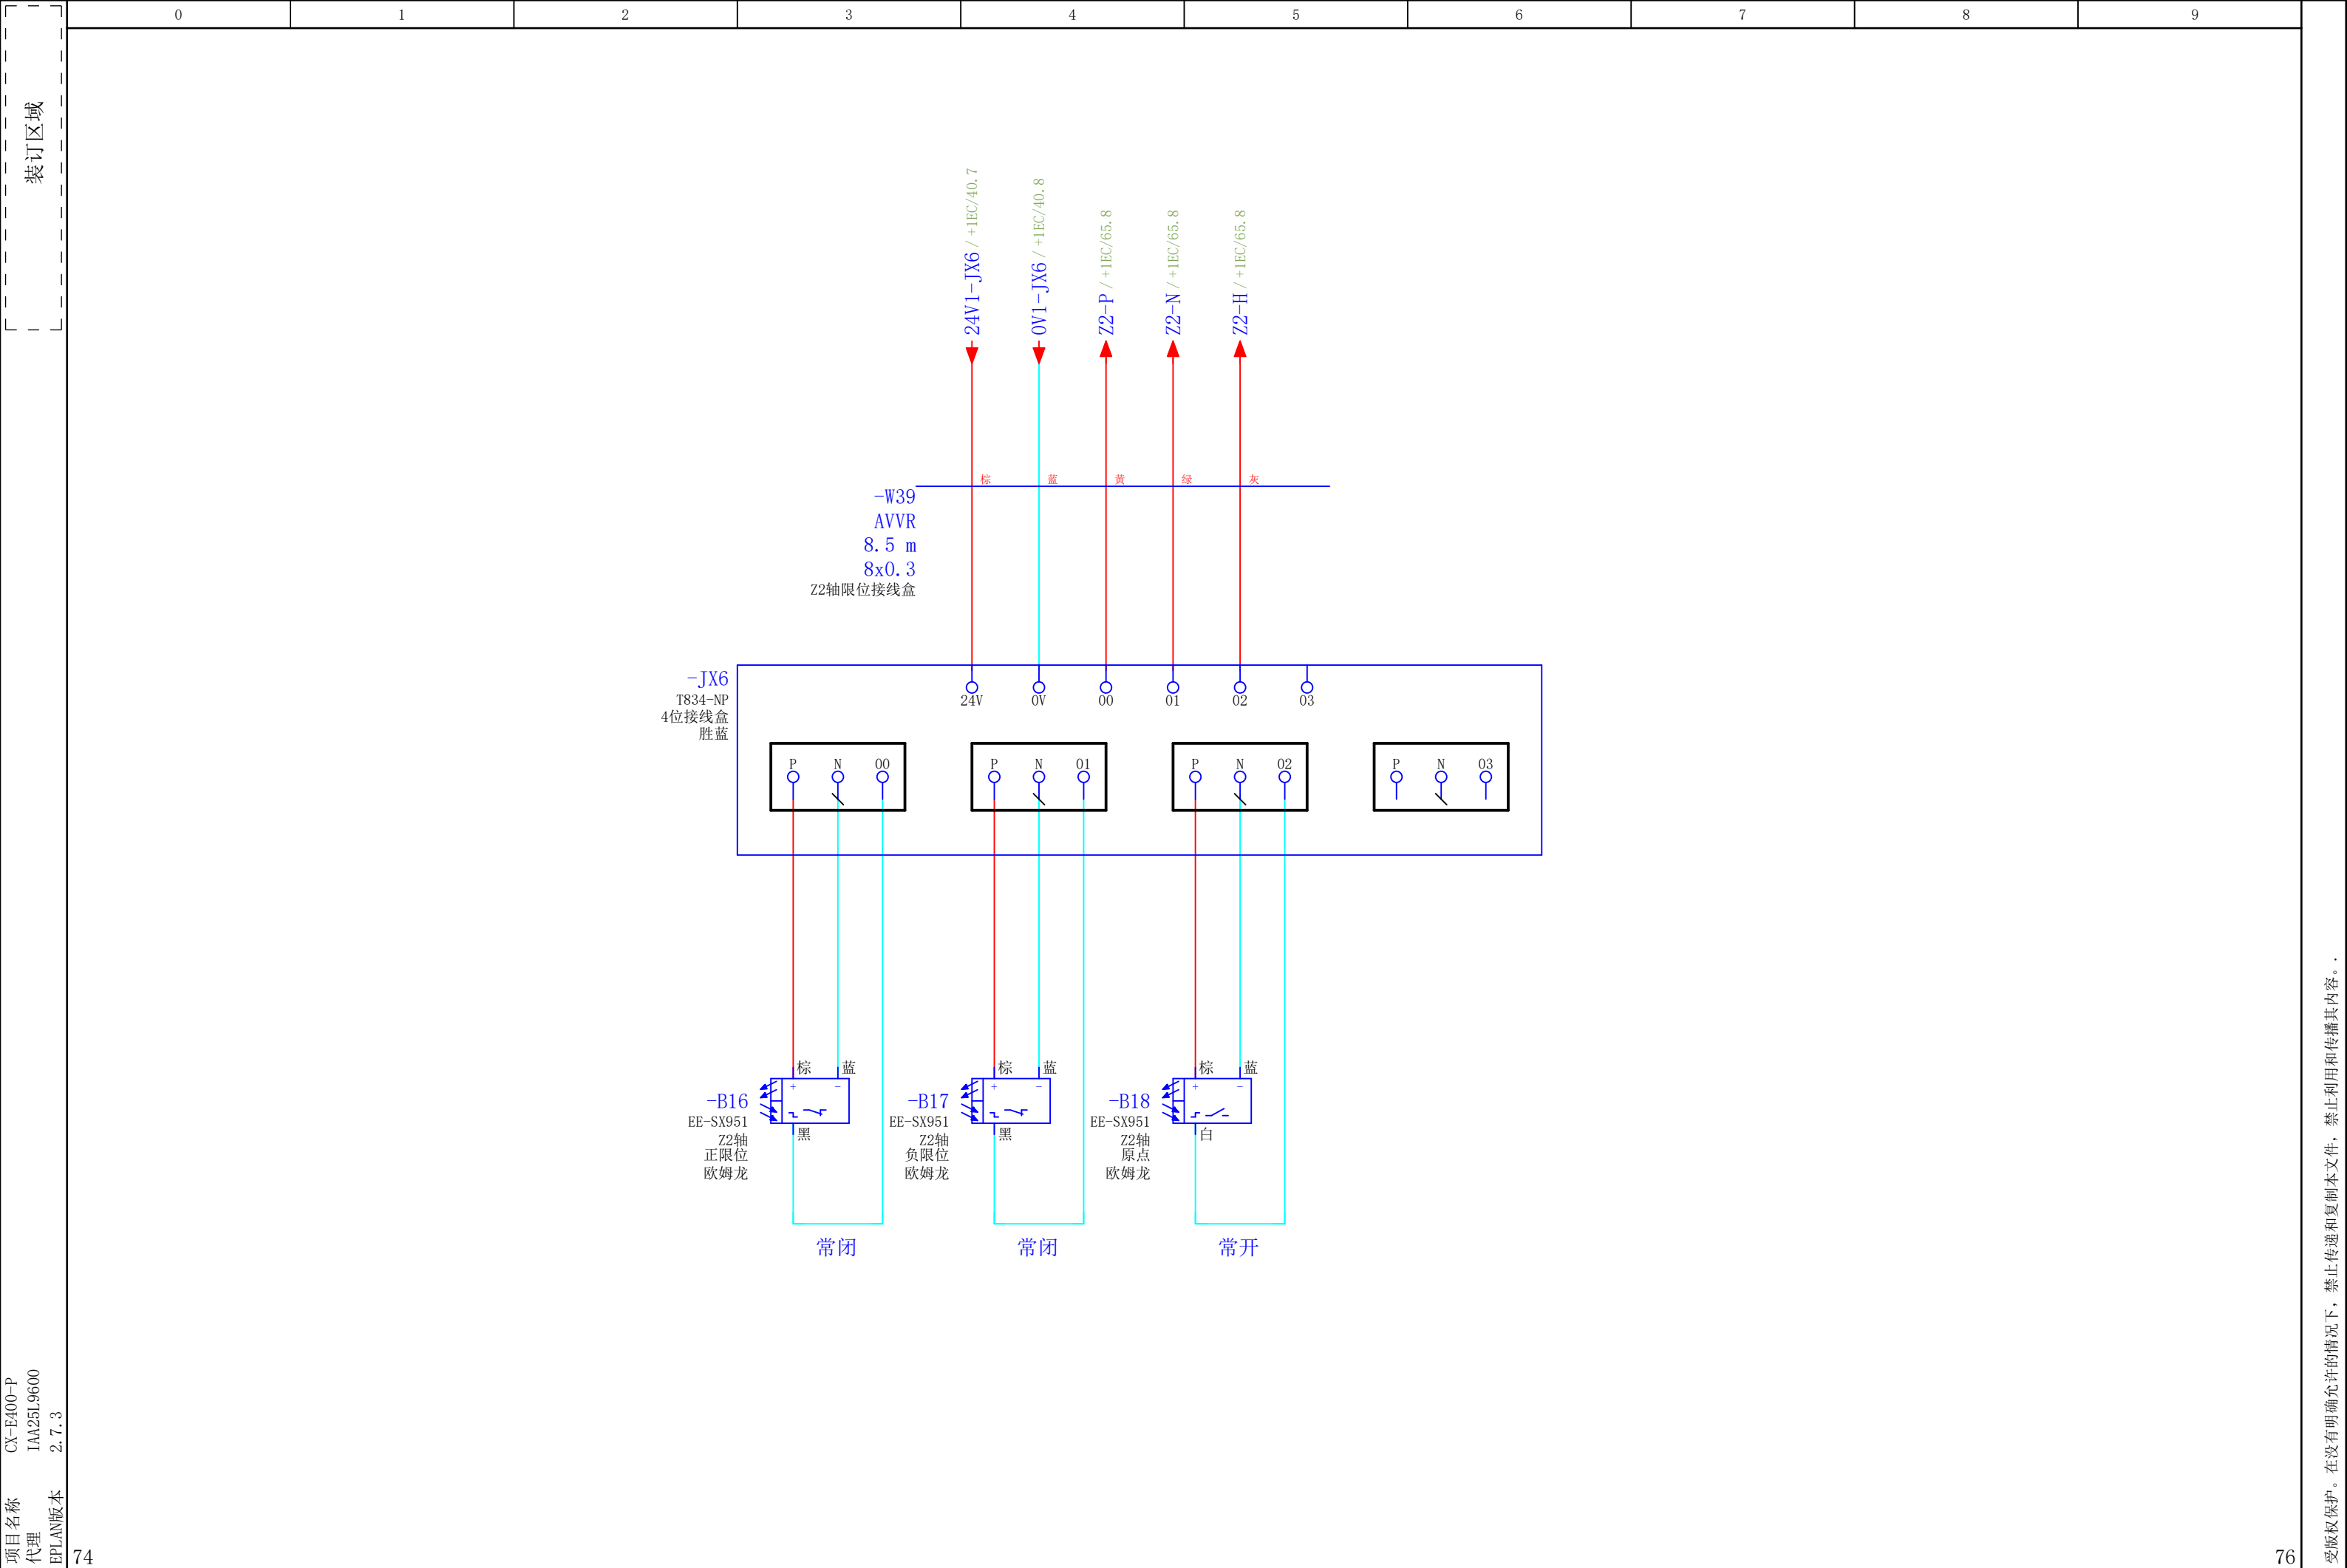 0 1 2 3 4 5 6 7 8 9
装订区域
24V1-JX6 / +1EC/40.7
0V1-JX6 / +1EC/40.8
Z2-P / +1EC/65.8
Z2-N / +1EC/65.8
Z2-H / +1EC/65.8
棕 蓝 黄 绿 灰
-W39
AVVR
8.5 m
8x0.3
Z2轴限位接线盒
-JX6
T834-NP
4位接线盒
胜蓝
24V 0V 00 01 02 03
P N 00 P N 01 P N 02 P N 03
棕 蓝 棕 蓝 棕 蓝
+ - + - + -
-B16
EE-SX951
Z2轴
正限位
欧姆龙
黑
-B17
EE-SX951
Z2轴
负限位
欧姆龙
黑
-B18
EE-SX951
Z2轴
原点
欧姆龙
白
常闭 常闭 常开
项目名称 CX-E400-P
代理 IAA25L9600
EPLAN版本 2.7.3
74
76
受版权保护。在没有明确允许的情况下，禁止传递和复制本文件，禁止利用和传播其内容。.